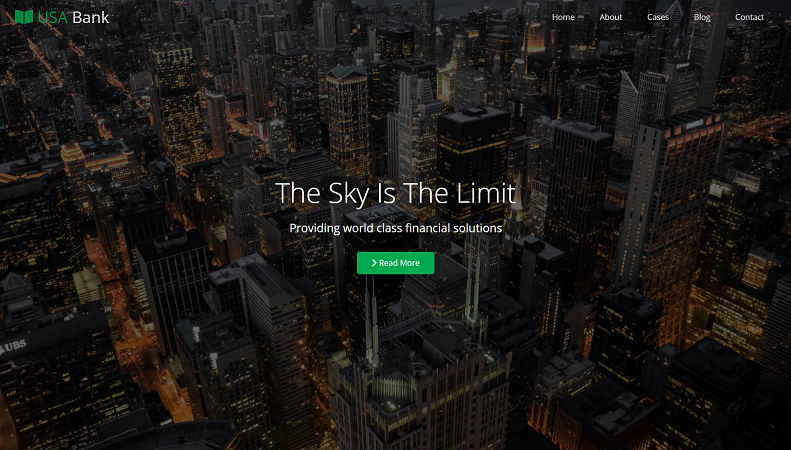 USA Bank
Home
About
Cases
Blog
Contact
The Sky Is The Limit
Providing world class financial solutions
Read More
UBS